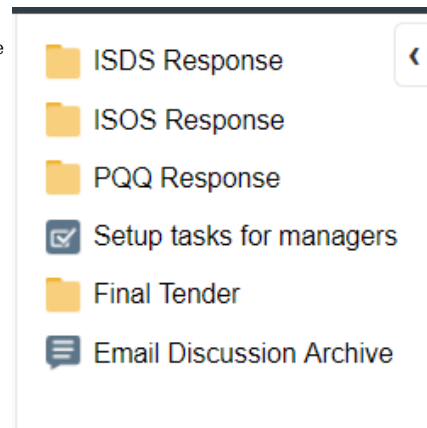 ISDS Response
ISOS Response
PQQ Response
Setup tasks for managers
Final Tender
Email Discussion Archive